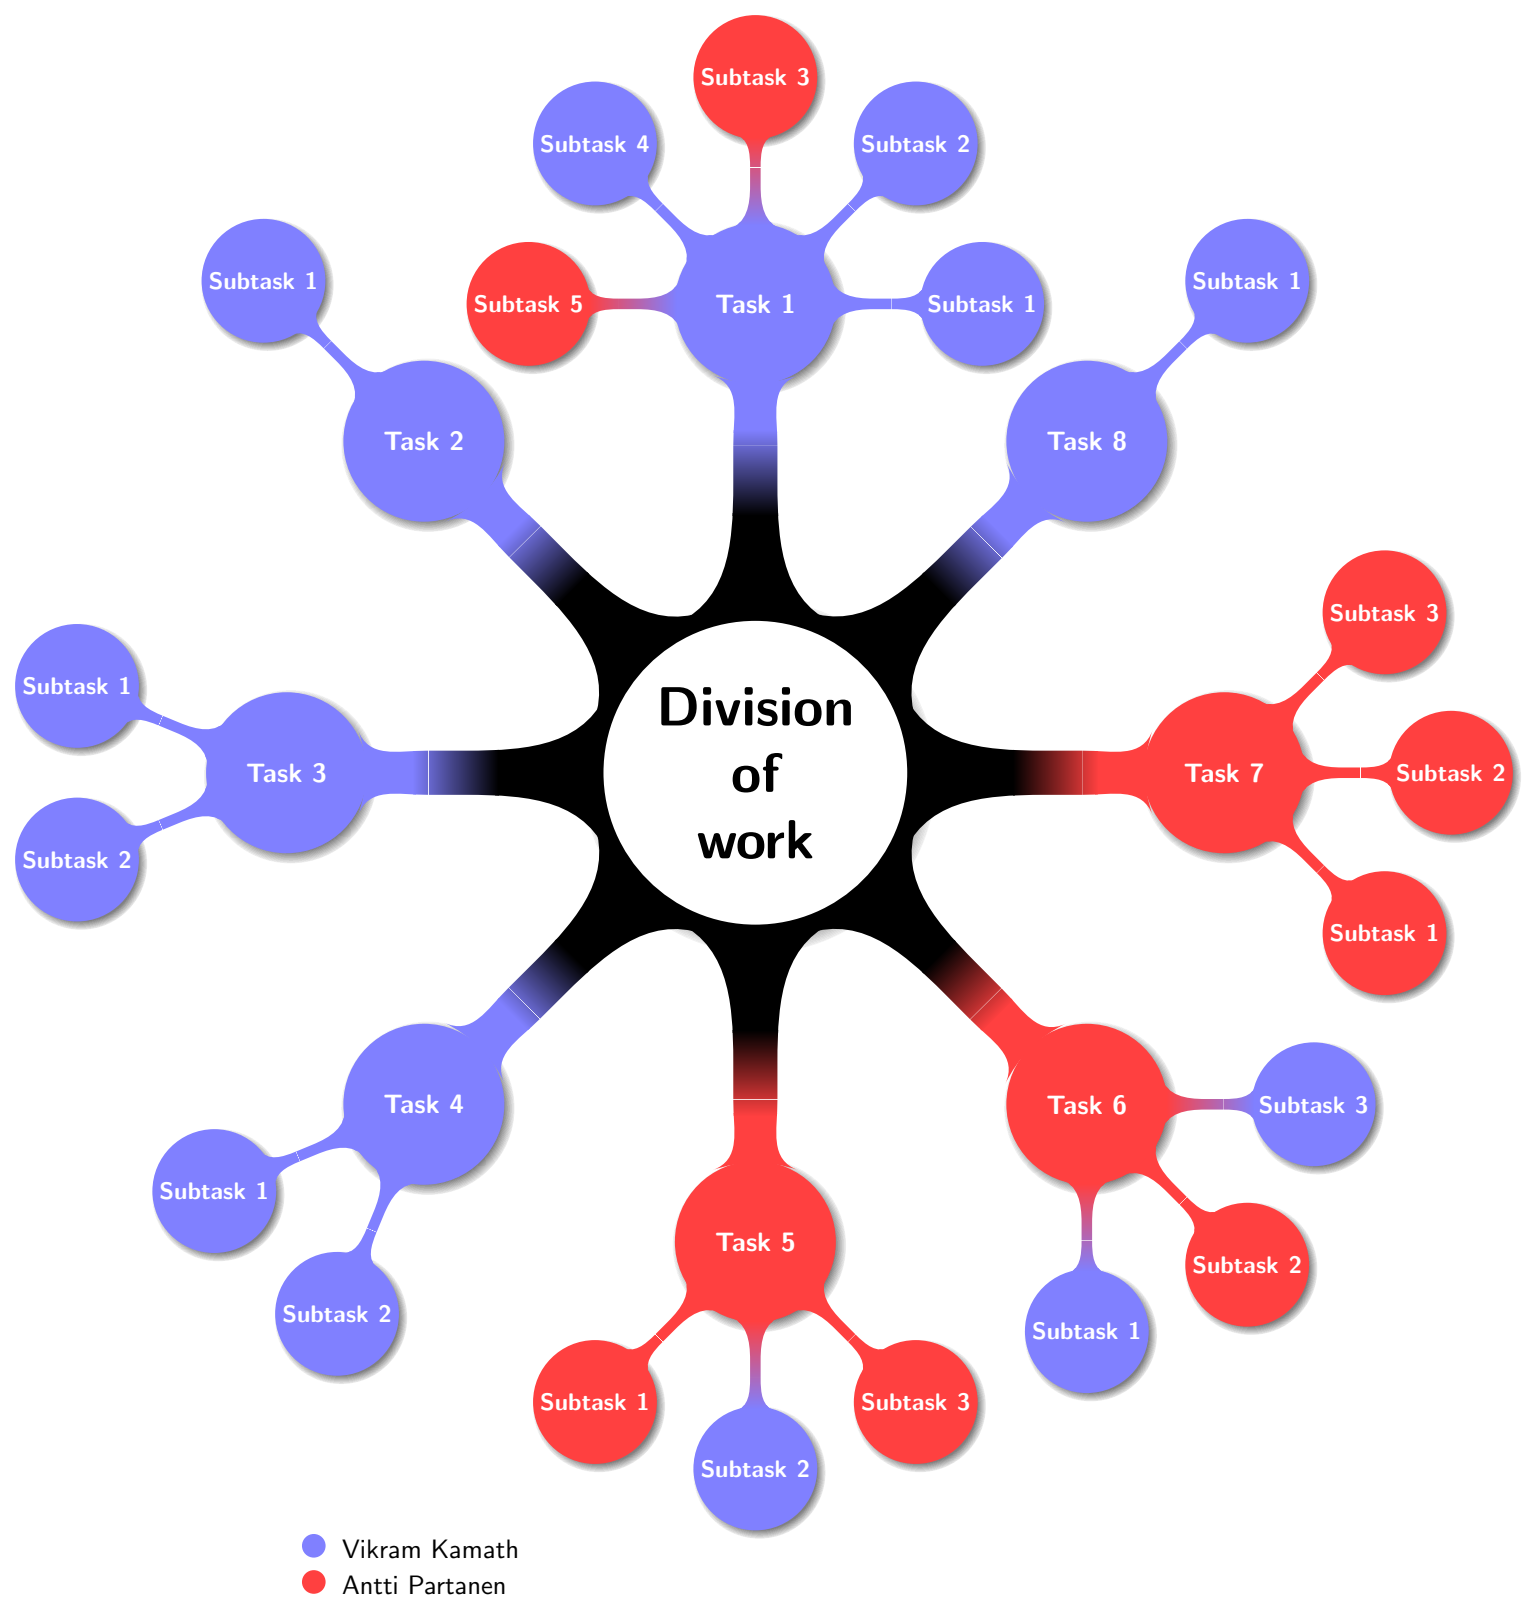 Division
of
work
Task 1
Subtask 1
Subtask 2
Subtask 3
Subtask 4
Subtask 5
Task 2
Subtask 1
Task 3
Subtask 1
Subtask 2
Task 4
Subtask 1
Subtask 2
Task 5
Subtask 1
Subtask 2
Subtask 3
Task 6
Subtask 1
Subtask 2
Subtask 3
Task 7
Subtask 1
Subtask 2
Subtask 3
Task 8
Subtask 1
Vikram Kamath
Antti Partanen